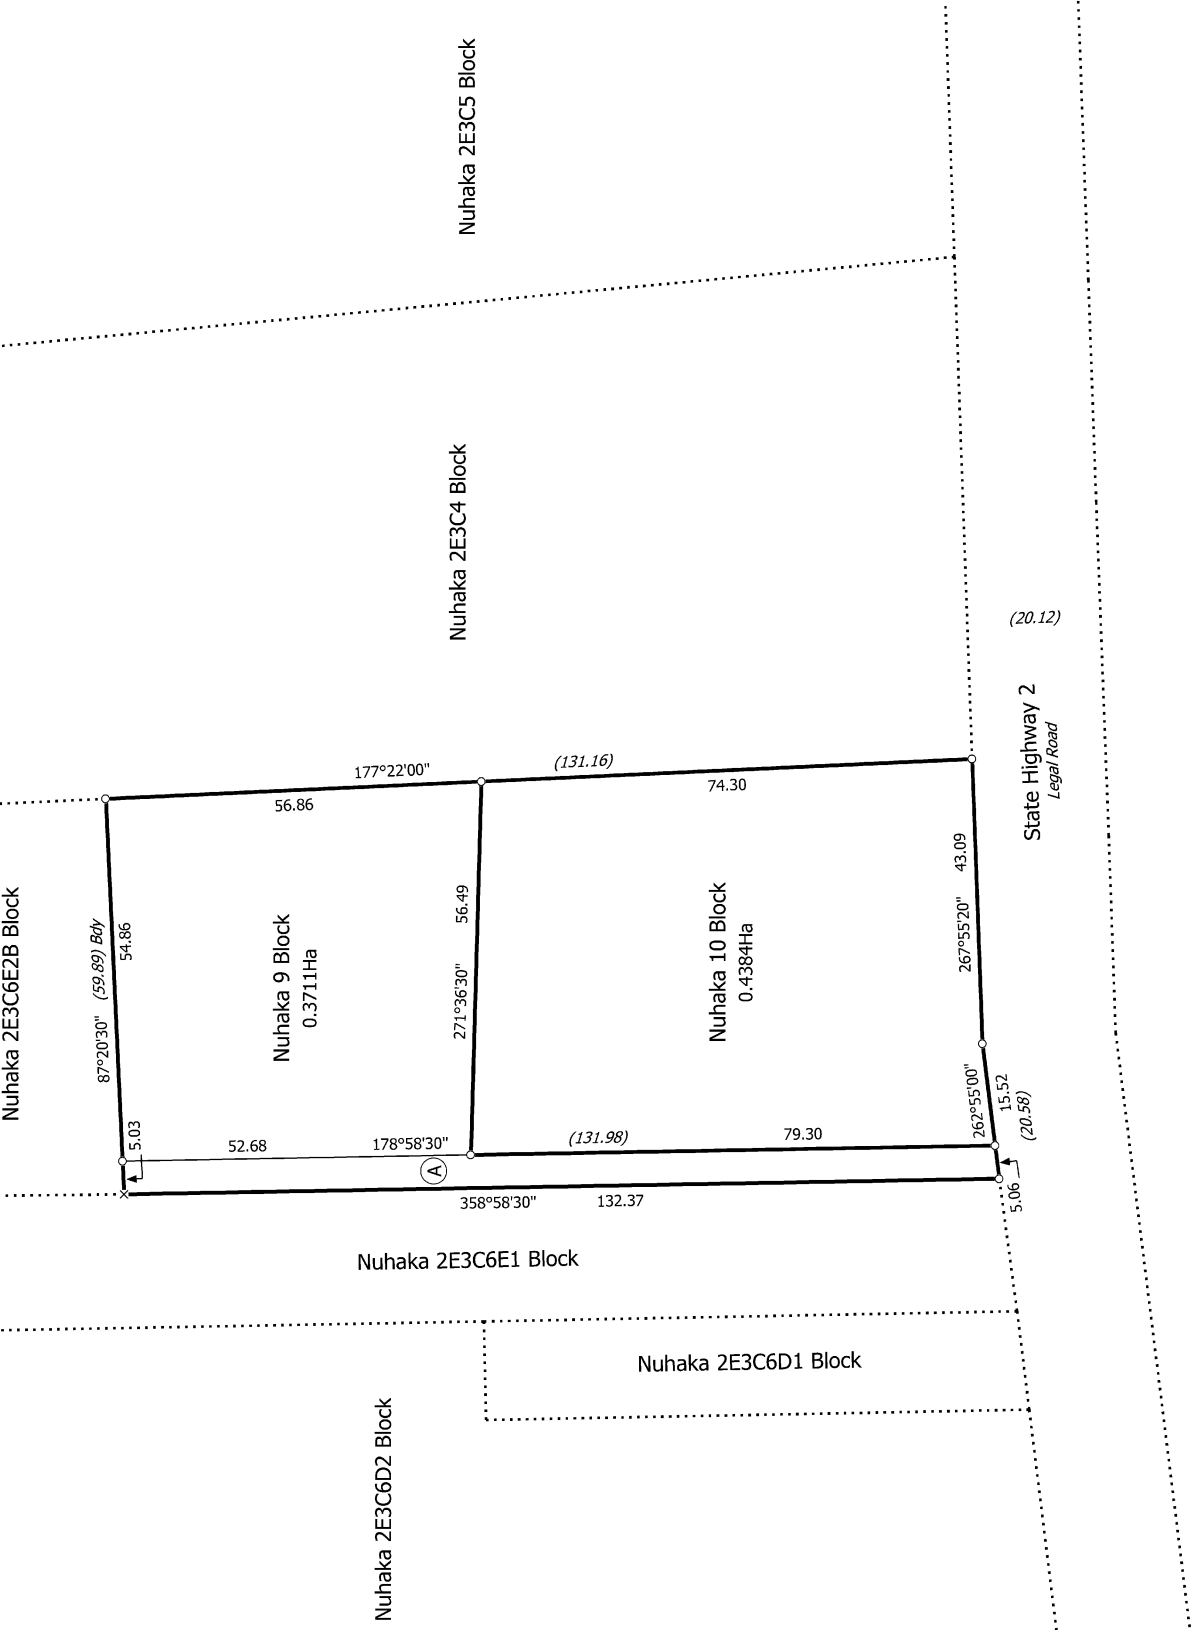 Nuhaka 2E3C5 Block
Nuhaka 2E3C4 Block
(20.12)
State Highway 2
Legal Road
177°22'00"
(131.16)
56.86
74.30
Nuhaka 2E3C6E2B Block
87°20'30"
(59.89) Bdy
54.86
Nuhaka 9 Block
0.3711Ha
271°36'30"
56.49
Nuhaka 10 Block
0.4384Ha
267°55'20"
43.09
262°55'00"
15.52
(20.58)
5.03
52.68
178°58'30"
(131.98)
79.30
A
358°58'30"
132.37
5.06
Nuhaka 2E3C6E1 Block
Nuhaka 2E3C6D1 Block
Nuhaka 2E3C6D2 Block